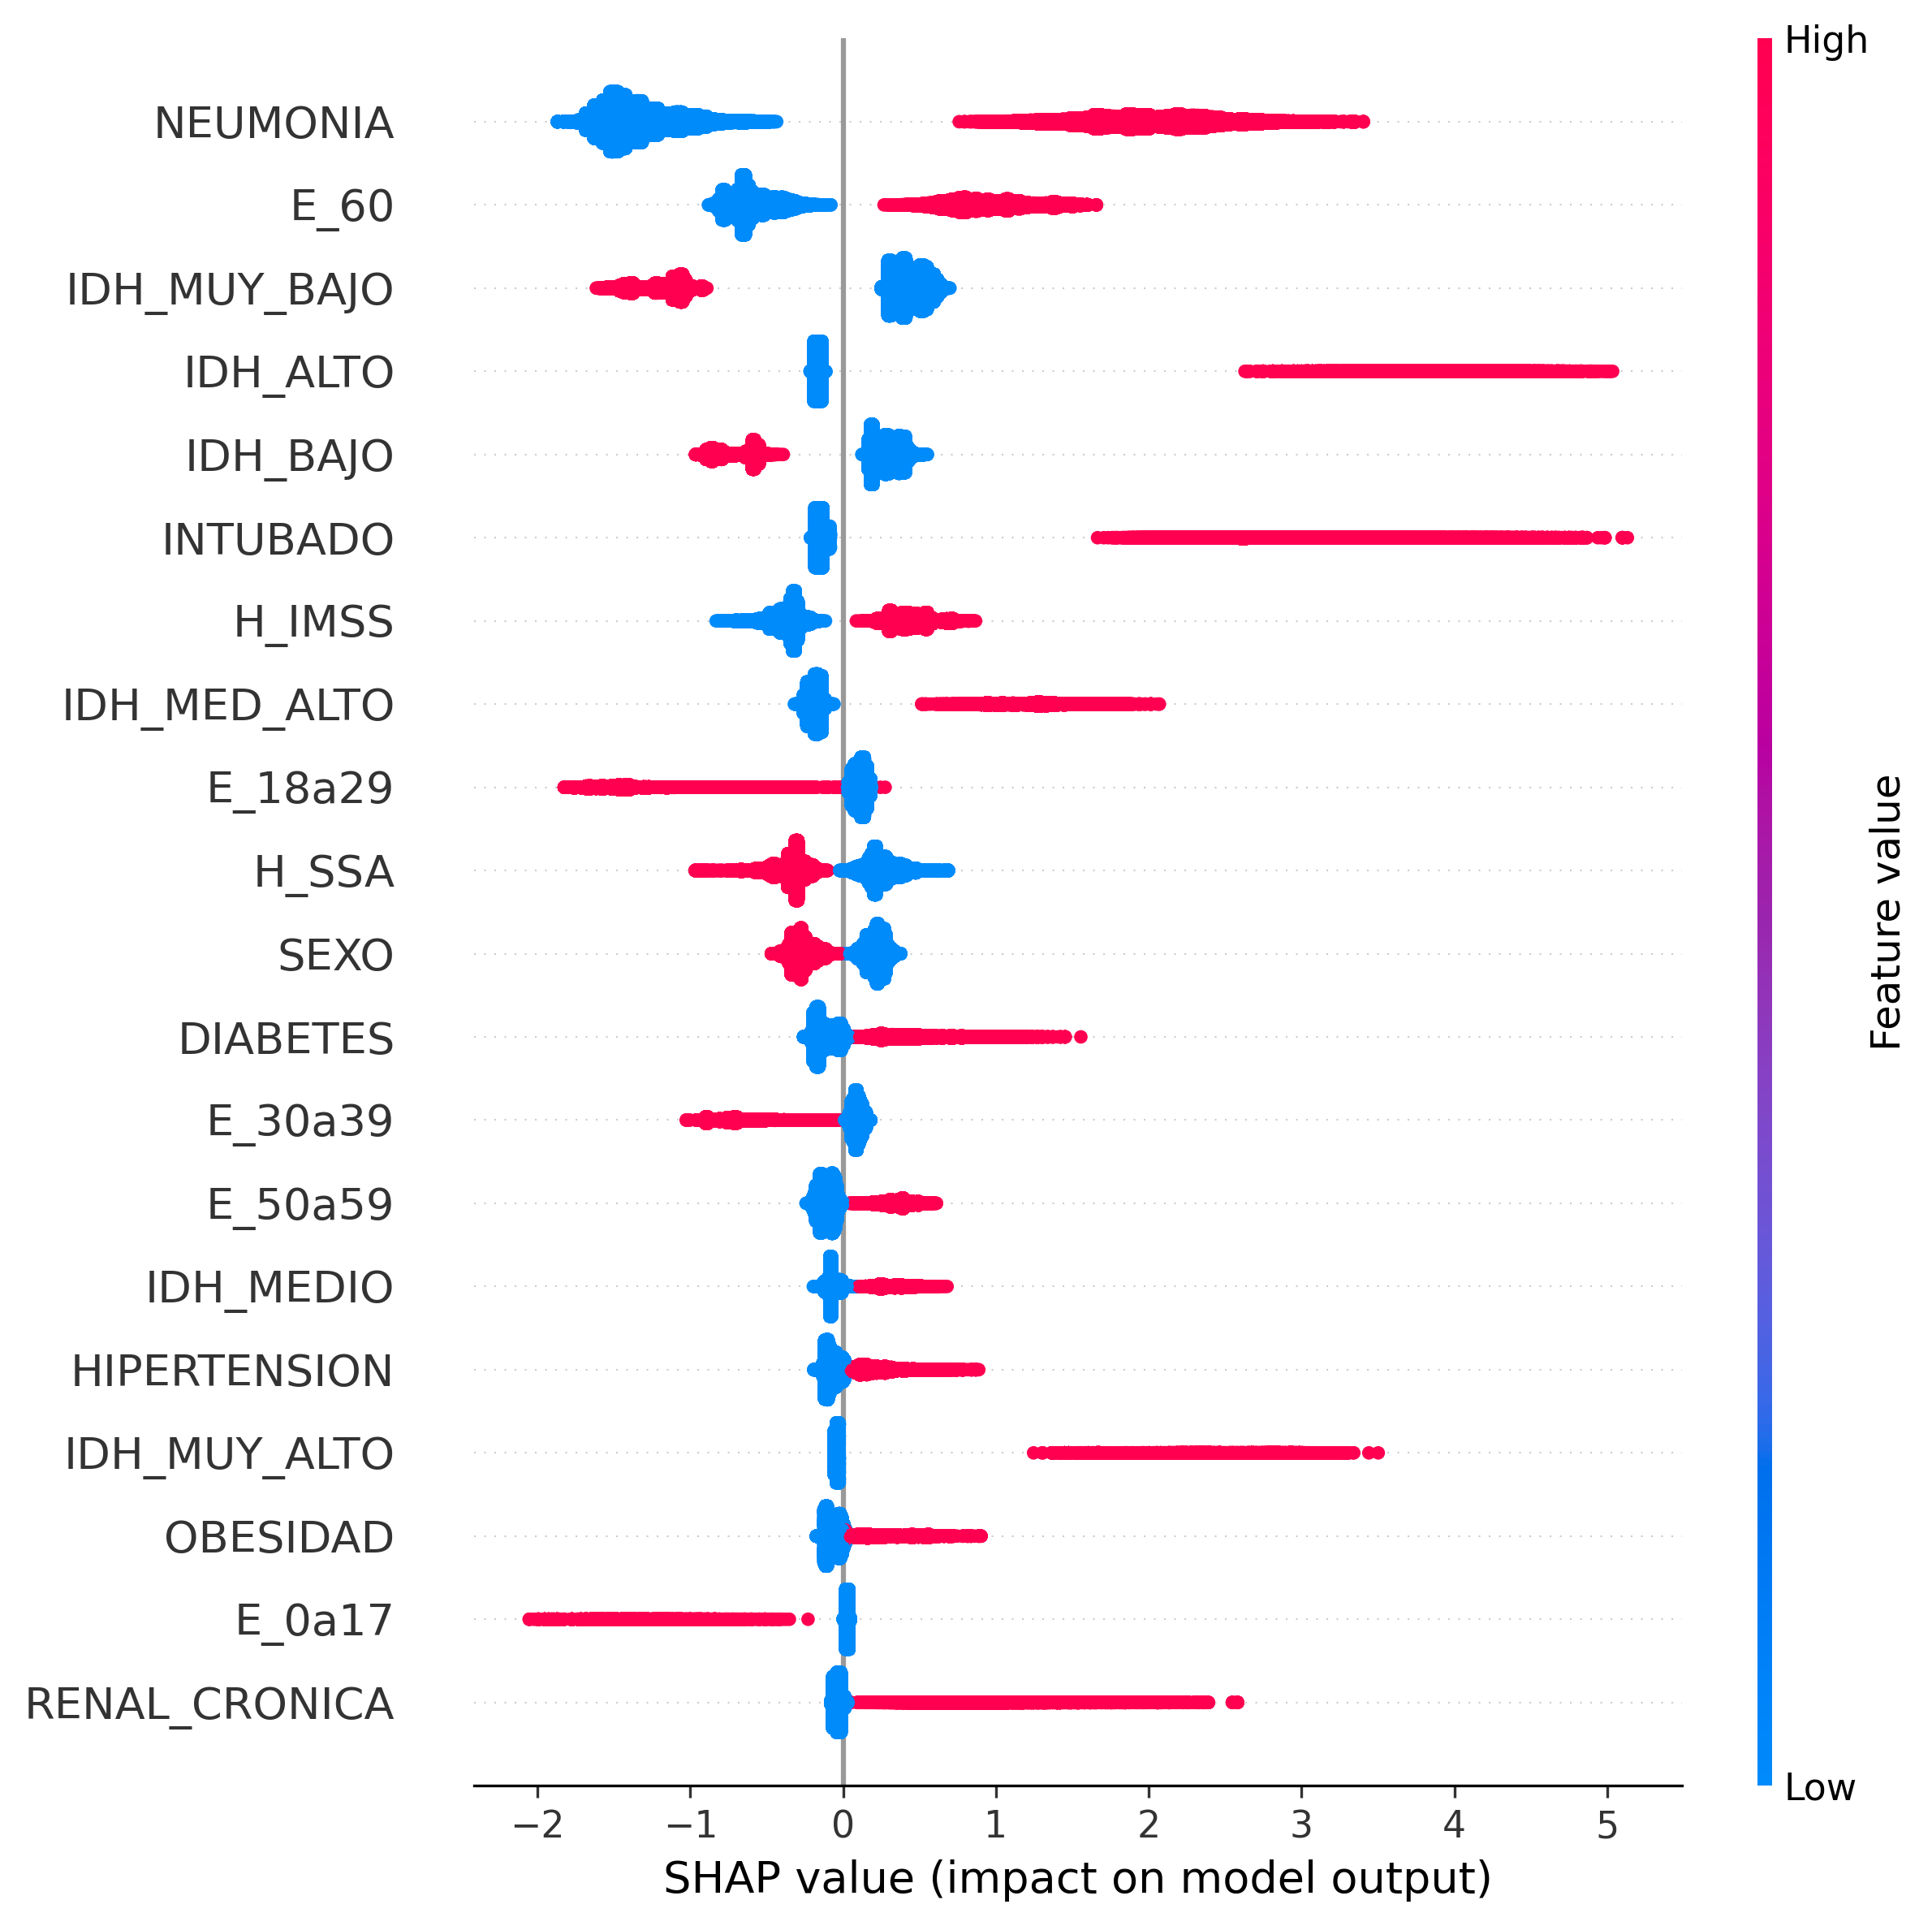 High
NEUMONIA
E_60
IDH_MUY_BAJO
IDH_ALTO
IDH_BAJO
INTUBADO
H_IMSS
IDH_MED_ALTO
E_18a29
H_SSA
SEXO
DIABETES
E_30a39
E_50a59
IDH_MEDIO
HIPERTENSION
IDH_MUY_ALTO
OBESIDAD
E_0a17
RENAL_CRONICA
Feature value
Low
−2 −1 0 1 2 3 4 5
SHAP value (impact on model output)